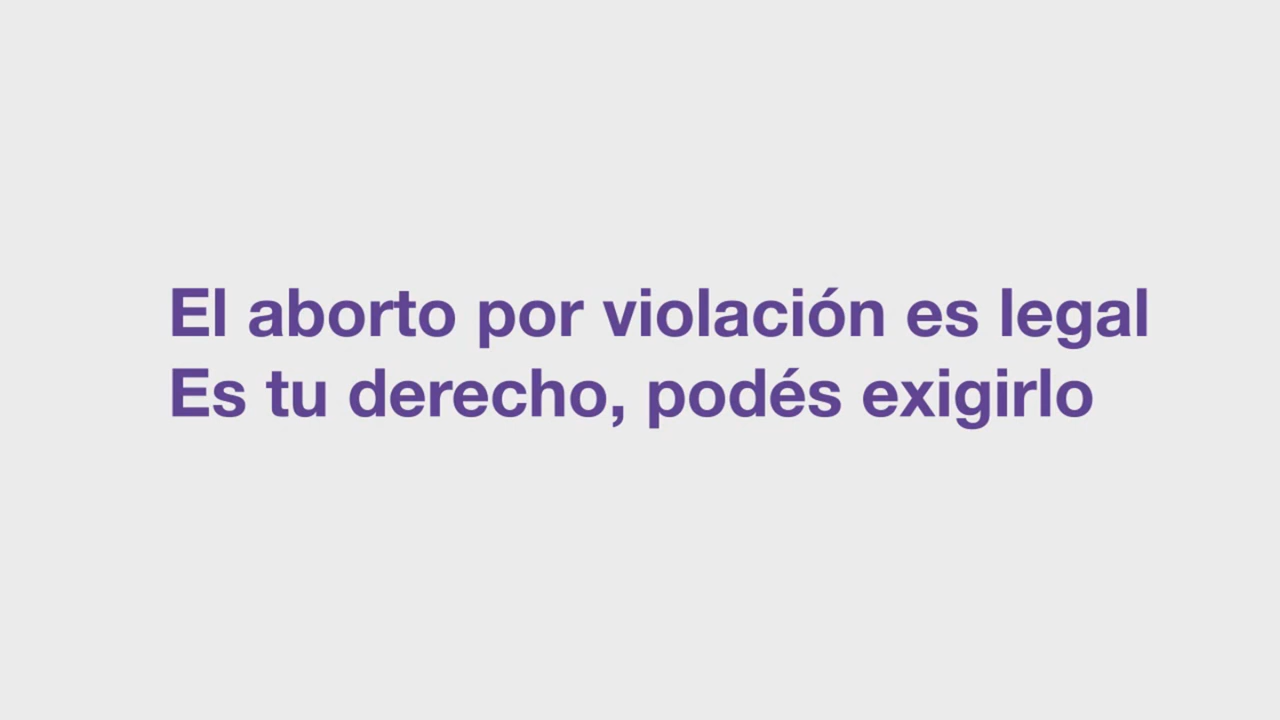 El aborto por violación es legal
Es tu derecho, podés exigirlo